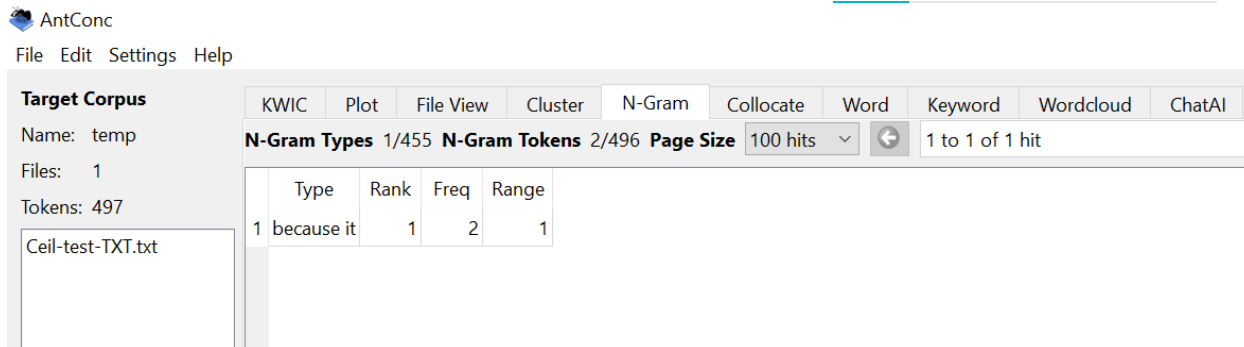 AntConc
File Edit Settings Help
Target Corpus
Name: temp
Files: 1
Tokens: 497
Ceil-test-TXT.txt
KWIC Plot File View Cluster N-Gram Collocate Word Keyword Wordcloud ChatAI
N-Gram Types 1/455 N-Gram Tokens 2/496 Page Size 100 hits 1 to 1 of 1 hit
Type Rank Freq Range
1 because it 1 2 1